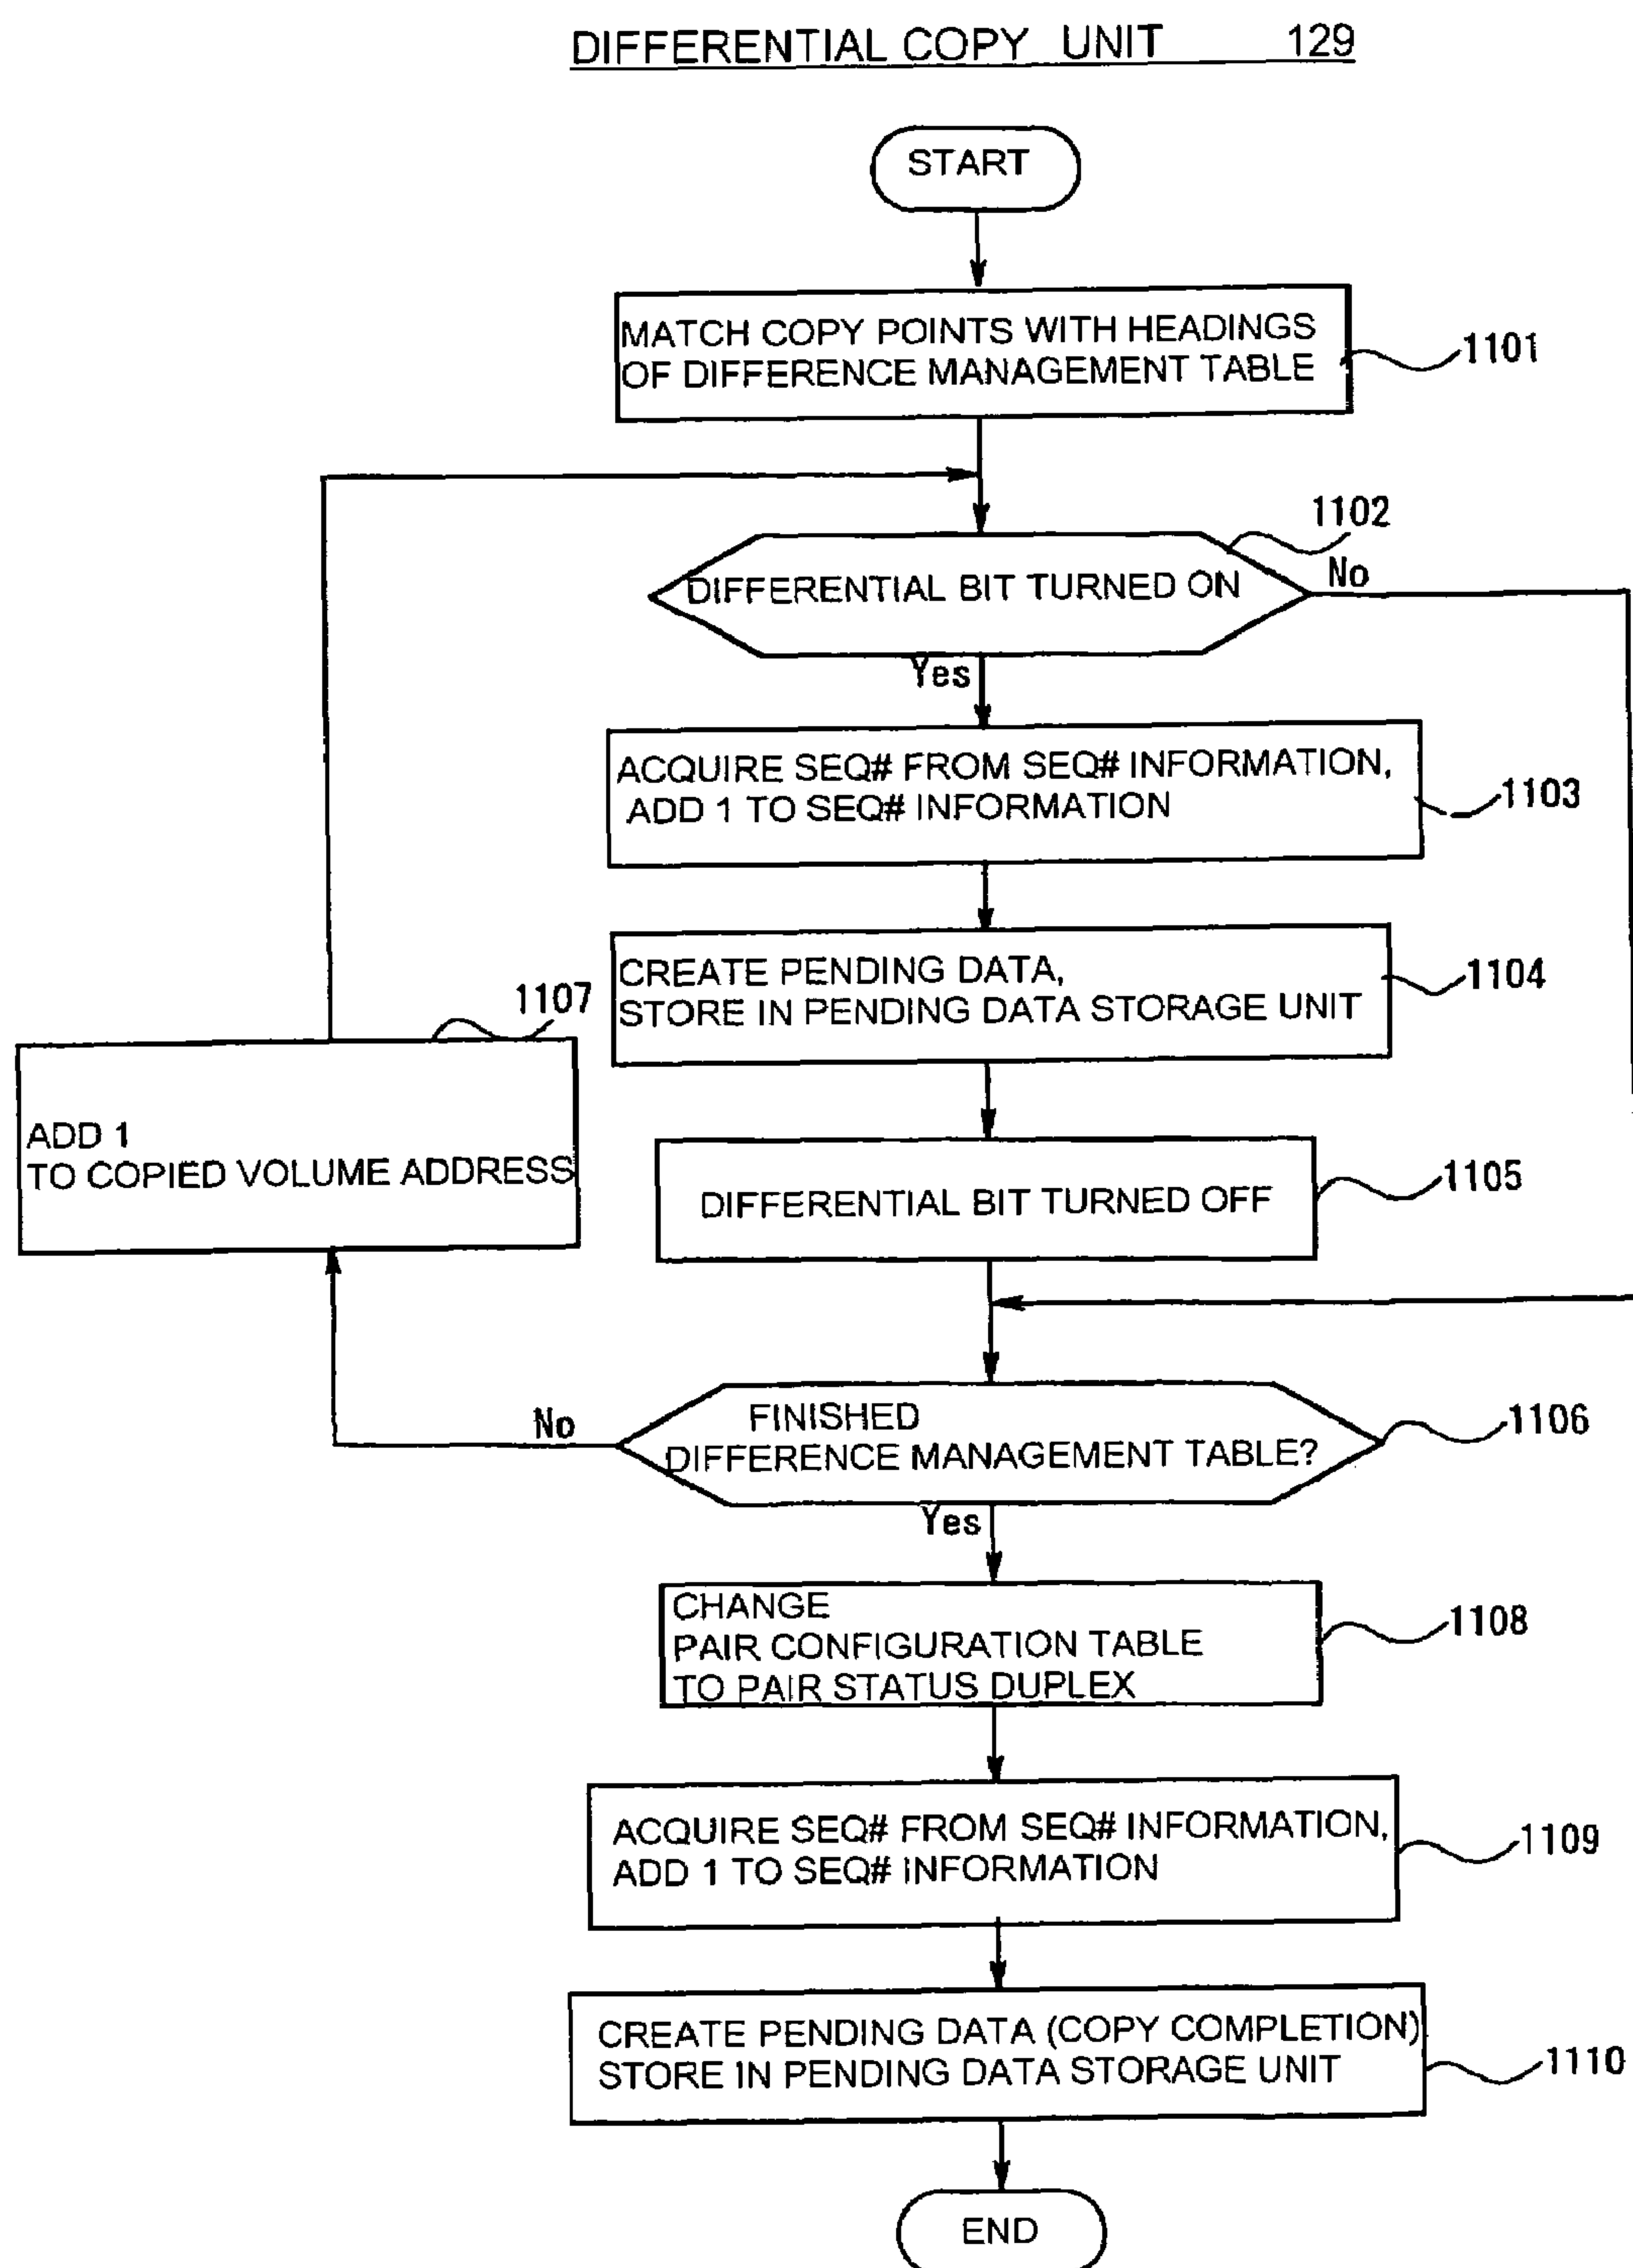 DIFFERENTIAL COPY UNIT 129
START
MATCH COPY POINTS WITH HEADINGS
OF DIFFERENCE MANAGEMENT TABLE
1101
1102
DIFFERENTIAL BIT TURNED ON
No
Yes
ACQUIRE SEQ# FROM SEQ# INFORMATION,
ADD 1 TO SEQ# INFORMATION
1103
CREATE PENDING DATA,
STORE IN PENDING DATA STORAGE UNIT
1104
1107
ADD 1
TO COPIED VOLUME ADDRESS
DIFFERENTIAL BIT TURNED OFF
1105
FINISHED
DIFFERENCE MANAGEMENT TABLE?
1106
No
Yes
CHANGE
PAIR CONFIGURATION TABLE
TO PAIR STATUS DUPLEX
1108
ACQUIRE SEQ# FROM SEQ# INFORMATION,
ADD 1 TO SEQ# INFORMATION
1109
CREATE PENDING DATA (COPY COMPLETION)
STORE IN PENDING DATA STORAGE UNIT
1110
END